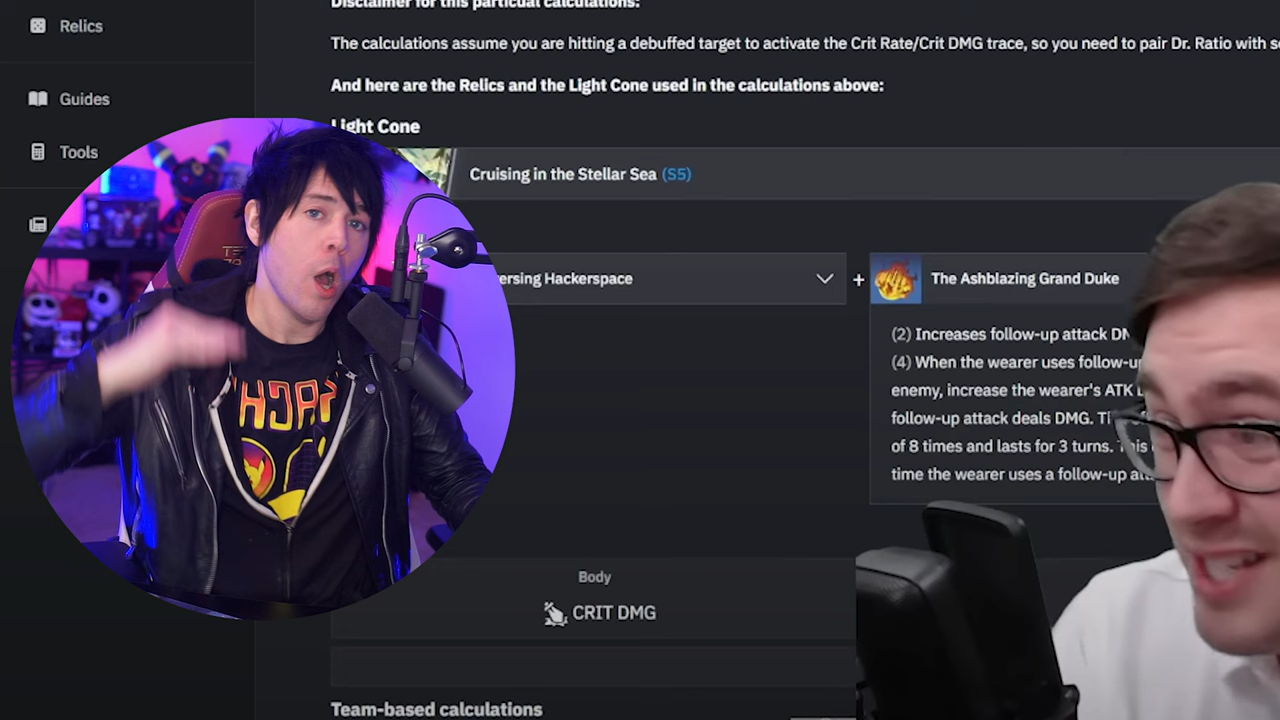 Disclaimer for this particual calculations:
Relics
The calculations assume you are hitting a debuffed target to activate the Crit Rate/Crit DMG trace, so you need to pair Dr. Ratio with
And here are the Relics and the Light Cone used in the calculations above:
Guides
Light Cone
Tools
Cruising in the Stellar Sea (S5)
ersing Hackerspace
+
The Ashblazing Grand Duke
(2) Increases follow-up attack
(4) When the wearer uses
enemy, increase the wearer's ATK
follow-up attack deals DMG.
of 8 times and lasts for 3 turns.
time the wearer uses a follow-up
Body
CRIT DMG
Team-based calculations